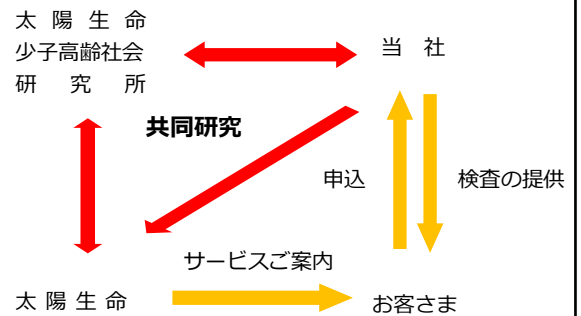 太陽生命
少子高齢社会
研究所
当社
共同研究
申込
検査の提供
サービスご案内
太陽生命
お客さま